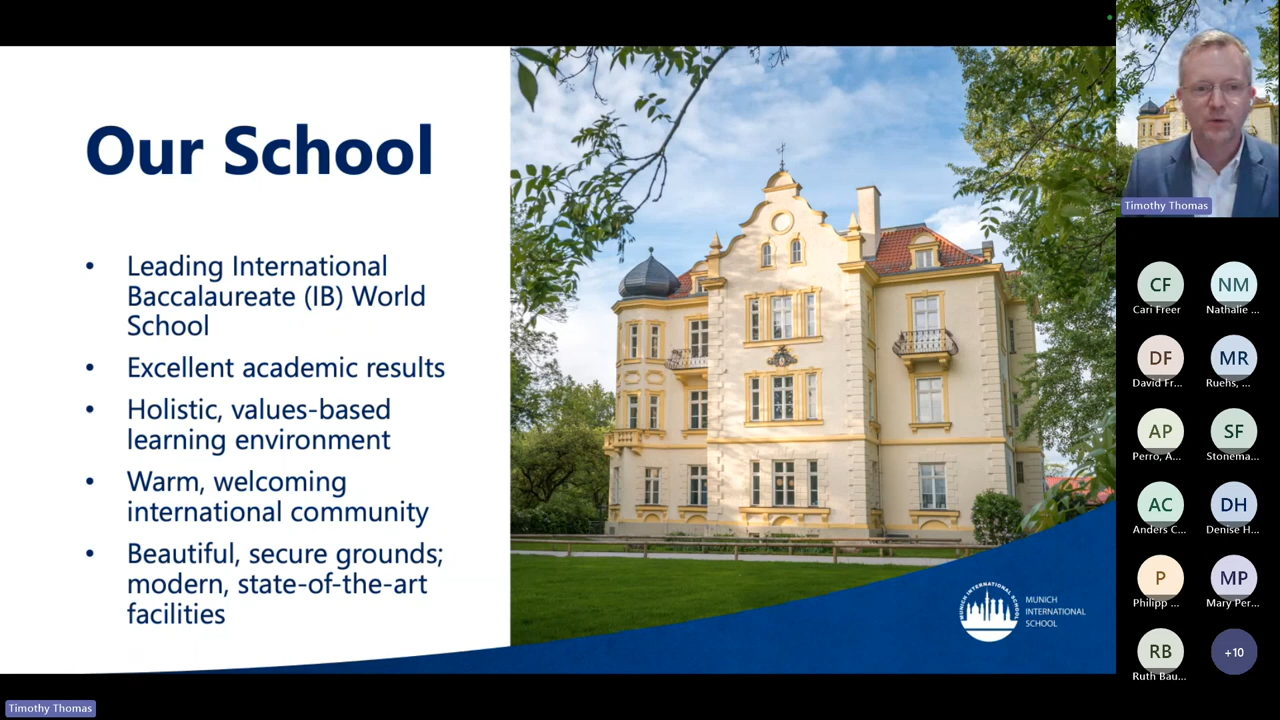 Our School
• Leading International
Baccalaureate (IB) World
School
• Excellent academic results
• Holistic, values-based
learning environment
• Warm, welcoming
international community
• Beautiful, secure grounds;
modern, state-of-the-art
facilities
MUNICH INTERNATIONAL SCHOOL
MUNICH
INTERNATIONAL
SCHOOL
Timothy Thomas
CF
Cari Freer
NM
Nathalie ...
DF
David Fr...
MR
Ruehs, ...
AP
Perro, A...
SF
Stonema...
AC
Anders C...
DH
Denise H...
P
Philipp ...
MP
Mary Per...
RB
Ruth Bau...
+10
Timothy Thomas